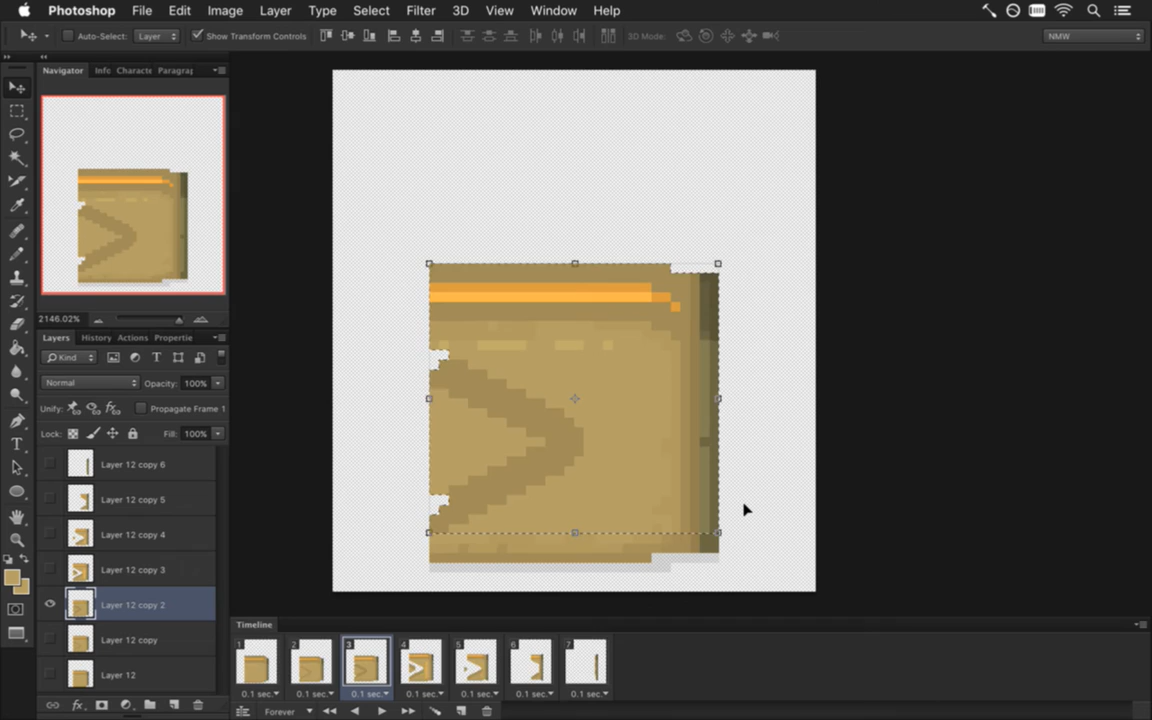 Photoshop File Edit Image Layer Type Select Filter 3D View Window Help
Auto-Select: Layer Show Transform Controls 3D Mode: NMW
Navigator Info Characte Paragrap
2146.02%
Layers History Actions Propertie
Kind
Normal Opacity: 100%
Unify: Propagate Frame 1
Lock: Fill: 100%
Layer 12 copy 6
Layer 12 copy 5
Layer 12 copy 4
Layer 12 copy 3
Layer 12 copy 2
Layer 12 copy
Layer 12
Timeline
1 2 3 4 5 6 7
0.1 sec. 0.1 sec. 0.1 sec. 0.1 sec. 0.1 sec. 0.1 sec. 0.1 sec.
Forever